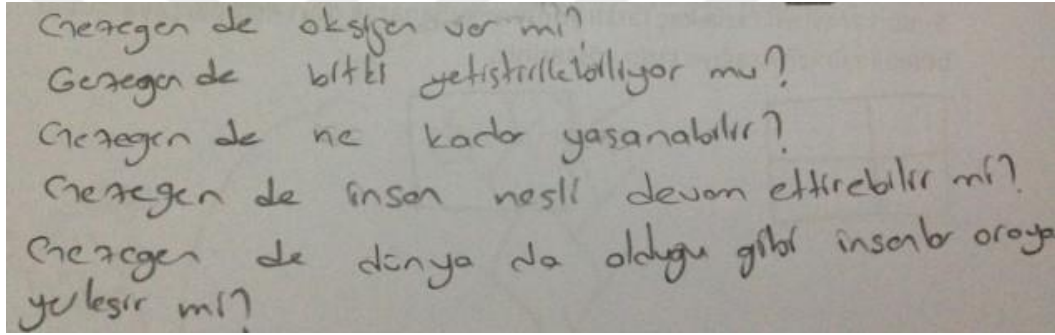 Gezegen de oksijen var mı?
Gezegen de bitki yetiştirilebiliyor mu?
Gezegen de ne kadar yaşanabilir?
Gezegen de insan nesli devam ettirebilir mi?
Gezegen de dünya da olduğu gibi insanlar oraya
yerleşir mi?